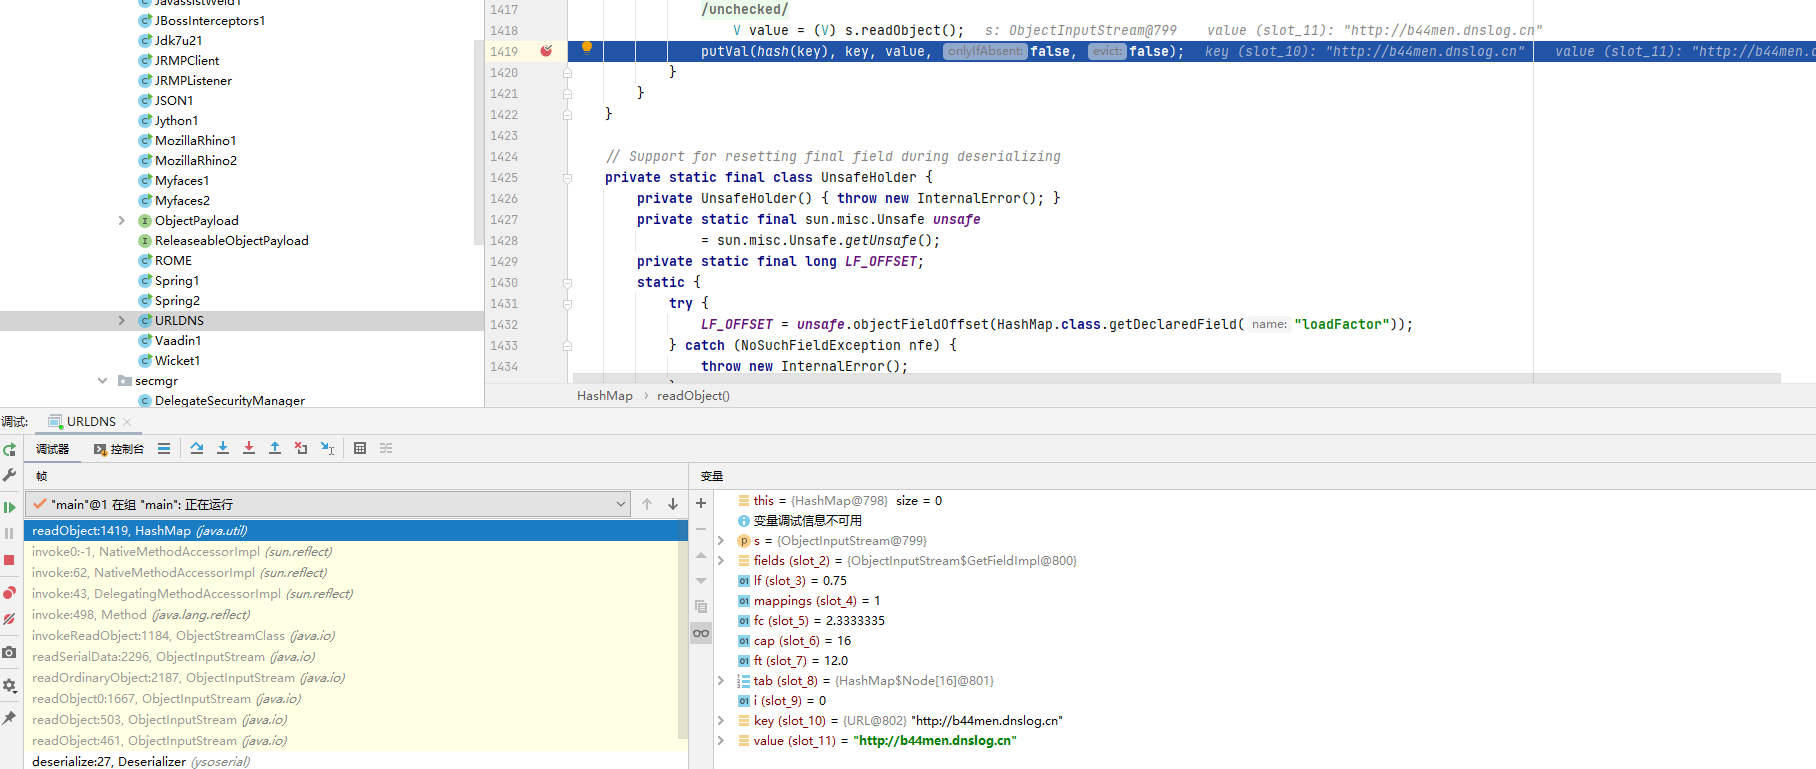 JavassistWeld1
JBossInterceptors1
Jdk7u21
JRMPClient
JRMPListener
JSON1
Jython1
MozillaRhino1
MozillaRhino2
Myfaces1
Myfaces2
ObjectPayload
ReleaseableObjectPayload
ROME
Spring1
Spring2
URLDNS
Vaadin1
Wicket1
secmgr
DelegateSecurityManager
1417 /unchecked/
1418 V value = (V) s.readObject(); s: ObjectInputStream@799 value (slot_11): "http://b44men.dnslog.cn"
1419 putVal(hash(key), key, value, onlyIfAbsent: false, evict: false); key (slot_10): "http://b44men.dnslog.cn" value (slot_11): "http://b44men.dnslog.c
1420 }
1421 }
1422 }
1423
1424 // Support for resetting final field during deserializing
1425 private static final class UnsafeHolder {
1426 private UnsafeHolder() { throw new InternalError(); }
1427 private static final sun.misc.Unsafe unsafe
1428 = sun.misc.Unsafe.getUnsafe();
1429 private static final long LF_OFFSET;
1430 static {
1431 try {
1432 LF_OFFSET = unsafe.objectFieldOffset(HashMap.class.getDeclaredField( name: "loadFactor"));
1433 } catch (NoSuchFieldException nfe) {
1434 throw new InternalError();
HashMap › readObject()
调试: URLDNS
调试器 控制台
帧
"main"@1 在组 "main": 正在运行
readObject:1419, HashMap (java.util)
invoke0:-1, NativeMethodAccessorImpl (sun.reflect)
invoke:62, NativeMethodAccessorImpl (sun.reflect)
invoke:43, DelegatingMethodAccessorImpl (sun.reflect)
invoke:498, Method (java.lang.reflect)
invokeReadObject:1184, ObjectStreamClass (java.io)
readSerialData:2296, ObjectInputStream (java.io)
readOrdinaryObject:2187, ObjectInputStream (java.io)
readObject0:1667, ObjectInputStream (java.io)
readObject:503, ObjectInputStream (java.io)
readObject:461, ObjectInputStream (java.io)
deserialize:27, Deserializer (ysoserial)
变量
this = {HashMap@798} size = 0
变量调试信息不可用
s = {ObjectInputStream@799}
fields (slot_2) = {ObjectInputStream$GetFieldImpl@800}
lf (slot_3) = 0.75
mappings (slot_4) = 1
fc (slot_5) = 2.3333335
cap (slot_6) = 16
ft (slot_7) = 12.0
tab (slot_8) = {HashMap$Node[16]@801}
i (slot_9) = 0
key (slot_10) = {URL@802} "http://b44men.dnslog.cn"
value (slot_11) = "http://b44men.dnslog.cn"